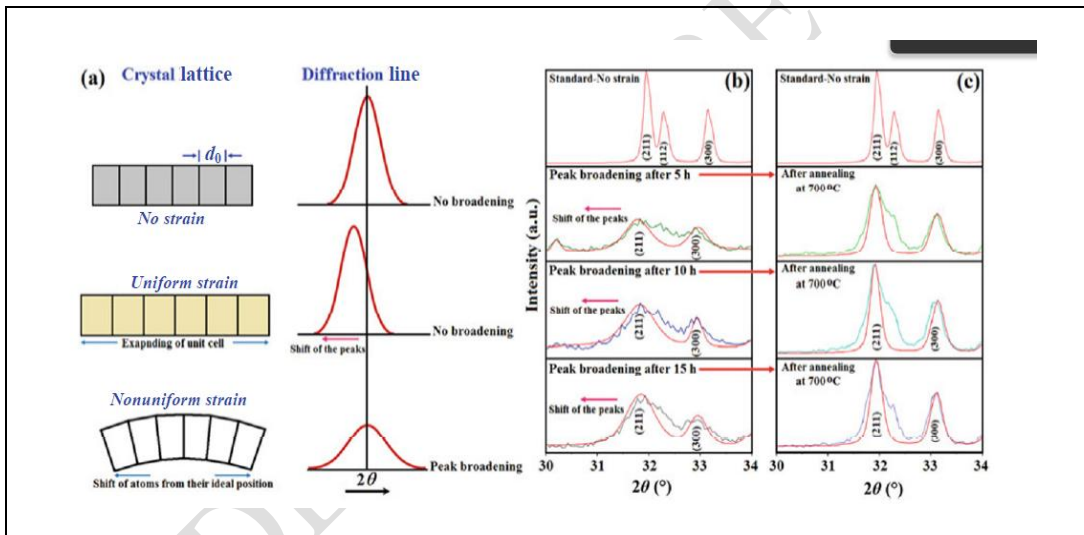 (a) Crystal lattice
Diffraction line
d0
No strain
No broadening
Uniform strain
Exapnding of unit cell
No broadening
Shift of the peaks
Nonuniform strain
Shift of atoms from their ideal position
Peak broadening
2θ
Intensity (a.u.)
Standard-No strain
(b)
(211)
(112)
(300)
Peak broadening after 5 h
Shift of the peaks
(211)
(300)
Peak broadening after 10 h
Shift of the peaks
(211)
(300)
Peak broadening after 15 h
Shift of the peaks
(211)
(300)
30 31 32 33 34
2θ (°)
Standard-No strain
(c)
(211)
(112)
(300)
After annealing
at 700°C
After annealing
at 700°C
(211)
(300)
After annealing
at 700°C
(211)
(300)
30 31 32 33 34
2θ (°)